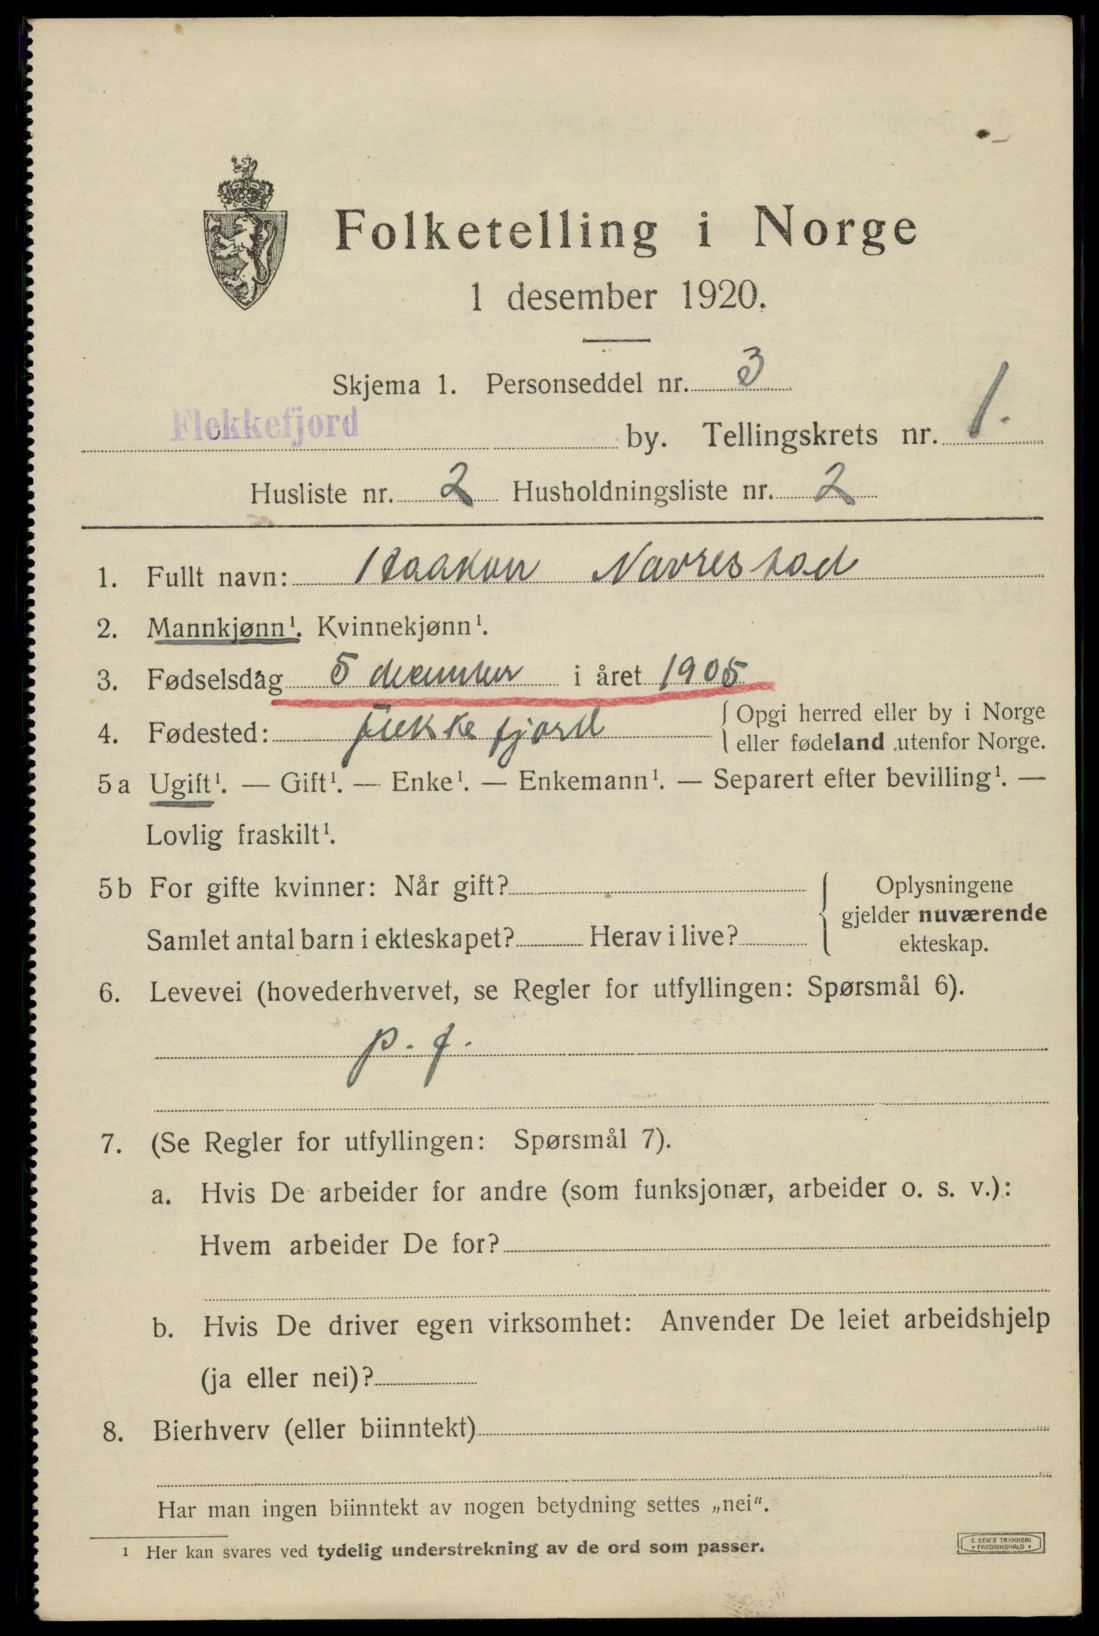 Folketelling i Norge
1 desember 1920.
Skjema 1. Personseddel nr. 3
Flekkefjord by. Tellingskrets nr. 1.
Husliste nr. 2 Husholdningsliste nr. 2
1. Fullt navn: Haakon Navrestad
2. Mannkjønn¹. Kvinnekjønn¹.
3. Fødselsdag 5 december i året 1905
4. Fødested: Flekkefjord { Opgi herred eller by i Norge
eller fødeland utenfor Norge.
5a Ugift¹. — Gift¹. — Enke¹. — Enkemann¹. — Separert efter bevilling¹. —
Lovlig fraskilt¹.
5b For gifte kvinner: Når gift? { Oplysningene
gjelder nuværende
Samlet antal barn i ekteskapet? Herav i live? ekteskap.
6. Levevei (hovederhvervet, se Regler for utfyllingen: Spørsmål 6).
p. f.
7. (Se Regler for utfyllingen: Spørsmål 7).
a. Hvis De arbeider for andre (som funksjonær, arbeider o. s. v.):
Hvem arbeider De for?
b. Hvis De driver egen virksomhet: Anvender De leiet arbeidshjelp
(ja eller nei)?
8. Bierhverv (eller biinntekt)
Har man ingen biinntekt av nogen betydning settes „nei“.
¹ Her kan svares ved tydelig understrekning av de ord som passer.
E. SEM'S TRYKKERI
• FREDRIKSHALD •